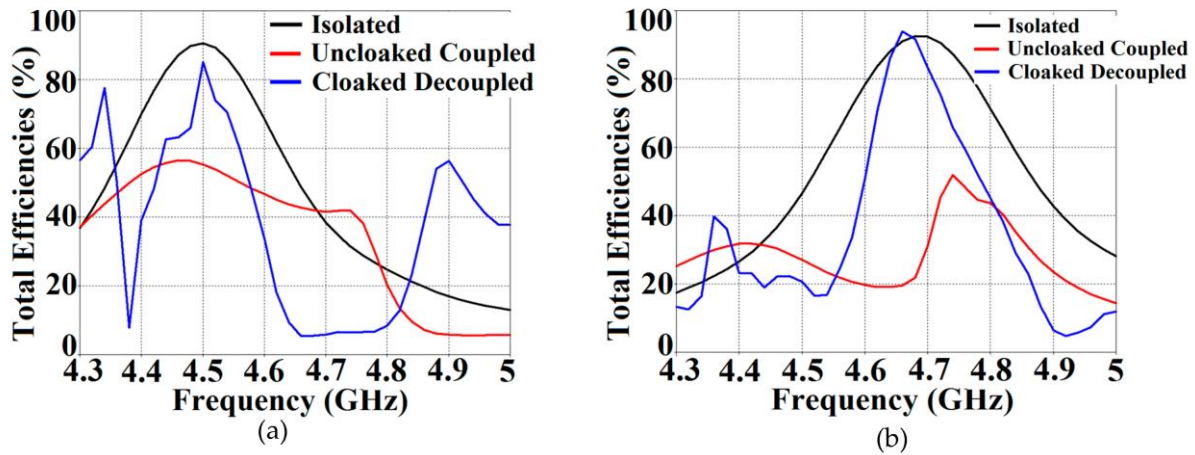 100
80
60
40
20
0
Total Efficiencies (%)
Isolated
Uncloaked Coupled
Cloaked Decoupled
4.3 4.4 4.5 4.6 4.7 4.8 4.9 5
Frequency (GHz)
(a)
100
80
60
40
20
0
Total Efficiencies (%)
Isolated
Uncloaked Coupled
Cloaked Decoupled
4.3 4.4 4.5 4.6 4.7 4.8 4.9 5
Frequency (GHz)
(b)